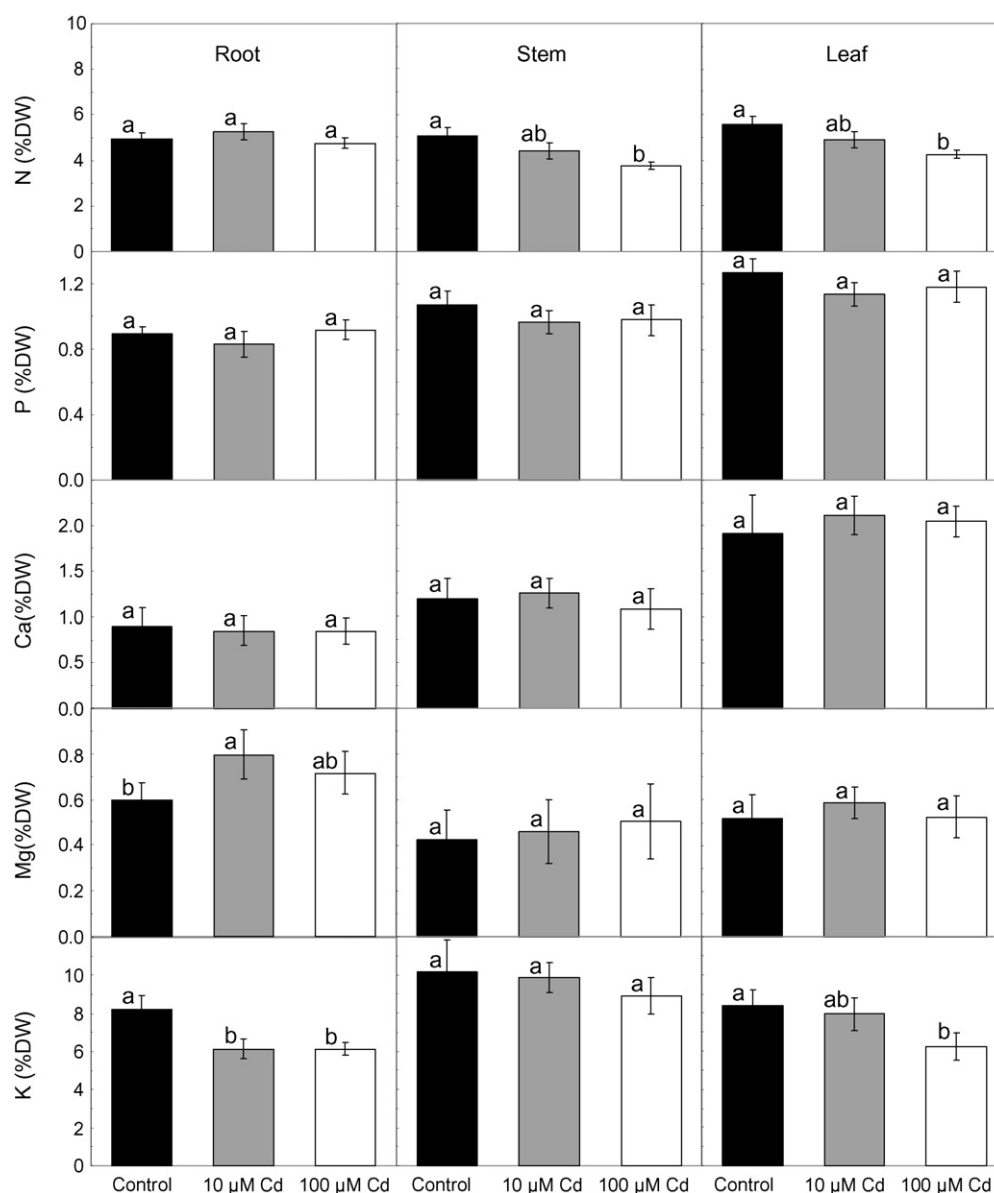 Root Stem Leaf
N (%DW)
10
8
6
4
2
0
a a a a ab b a ab b
P (%DW)
1.2
0.8
0.4
0.0
a a a a a a a a a
Ca(%DW)
2.0
1.5
1.0
0.5
0.0
a a a a a a a a a
Mg(%DW)
0.8
0.6
0.4
0.2
0.0
b a ab a a a a a a
K (%DW)
10
8
6
4
2
0
a b b a a a a ab b
Control 10 µM Cd 100 µM Cd Control 10 µM Cd 100 µM Cd Control 10 µM Cd 100 µM Cd